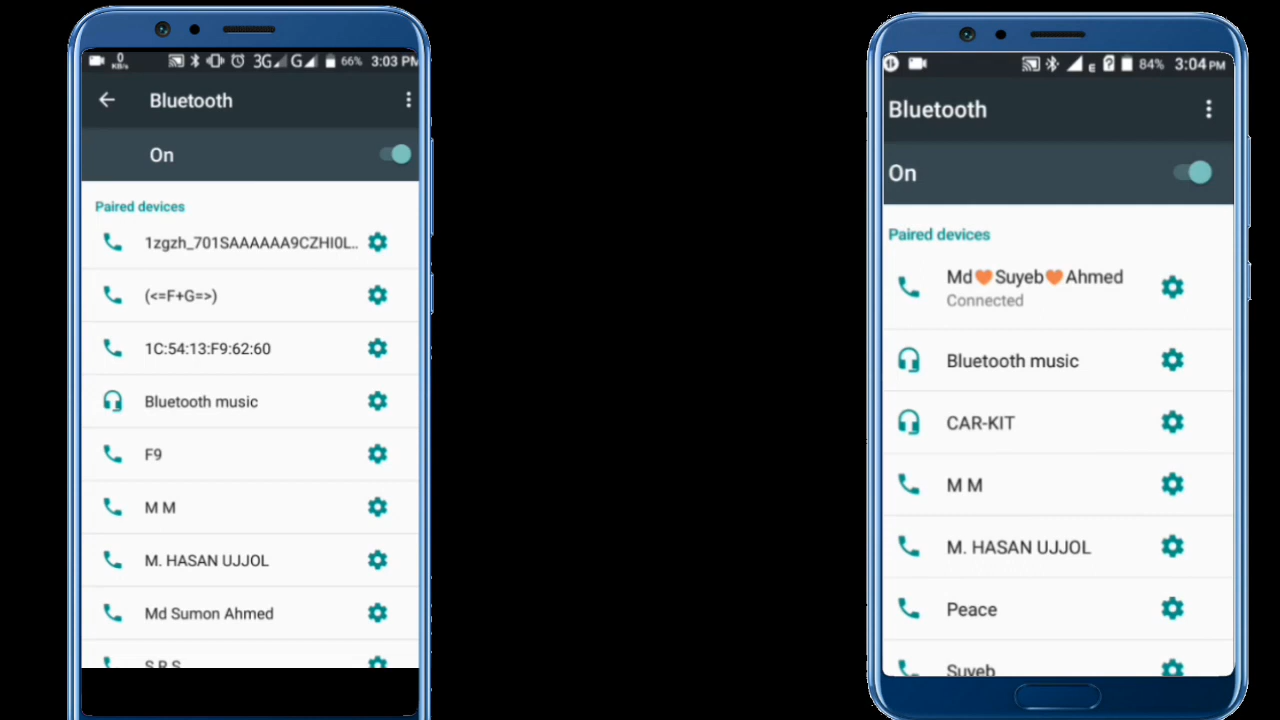 0
KB/s
3G
G
66%
3:03 PM
Bluetooth
On
Paired devices
1zgzh_701SAAAAAA9CZHI0L..
(<=F+G=>)
1C:54:13:F9:62:60
Bluetooth music
F9
M M
M. HASAN UJJOL
Md Sumon Ahmed
S.R.S
E
84%
3:04 PM
Bluetooth
On
Paired devices
Md🧡Suyeb🧡Ahmed
Connected
Bluetooth music
CAR-KIT
M M
M. HASAN UJJOL
Peace
Suyeb